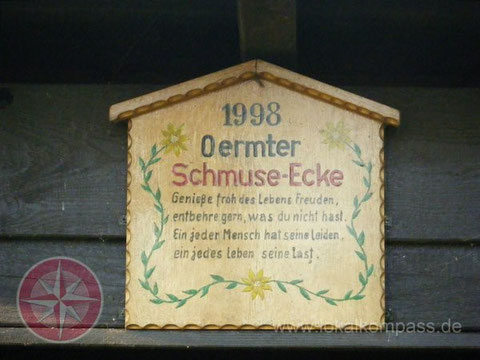 1998
Oermter
Schmuse-Ecke
Genieße froh des Lebens Freuden,
entbehre gern, was du nicht hast.
Ein jeder Mensch hat seine Leiden,
ein jedes Leben seine Last.
www.lokalkompass.de